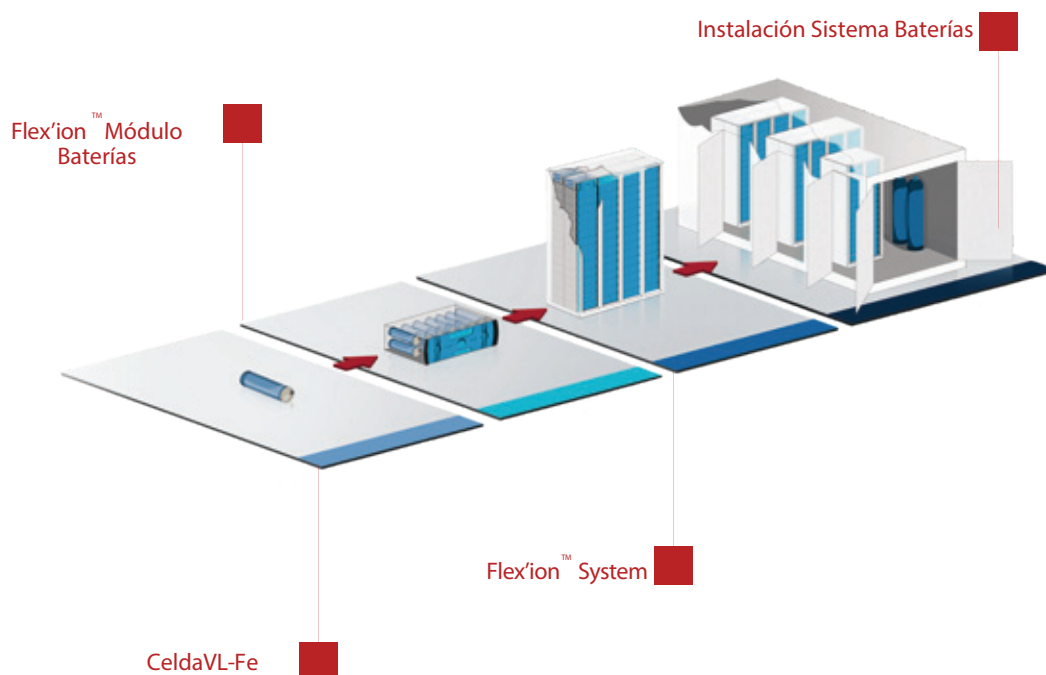 Instalación Sistema Baterías
Flex’ion™ Módulo
Baterías
Flex’ion™ System
CeldaVL-Fe